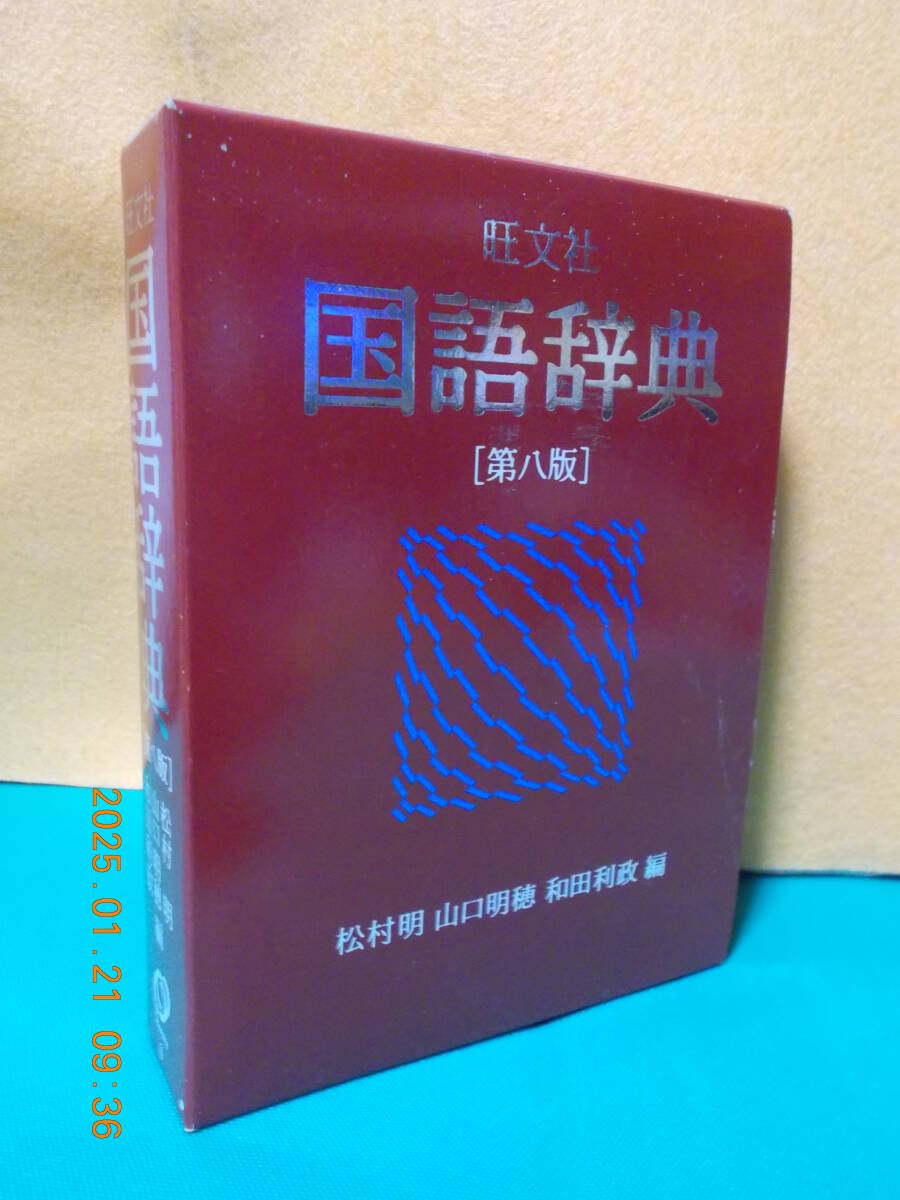 旺文社
国語辞典
[第八版]
松村明 山口明穂 和田利政 編
旺文社
国語辞典
2025.01.21 09:36